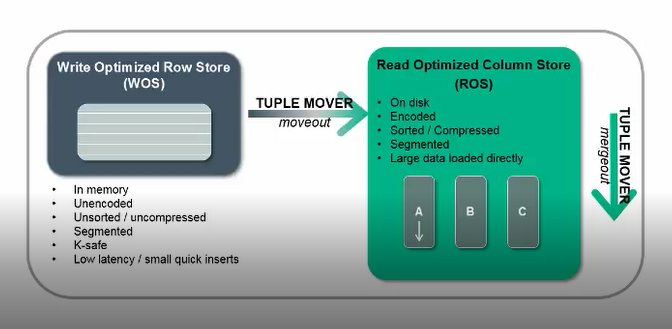 Write Optimized Row Store
(WOS)
• In memory
• Unencoded
• Unsorted / uncompressed
• Segmented
• K-safe
• Low latency / small quick inserts
TUPLE MOVER
moveout
Read Optimized Column Store
(ROS)
• On disk
• Encoded
• Sorted / Compressed
• Segmented
• Large data loaded directly
A
B
C
TUPLE MOVER
mergeout